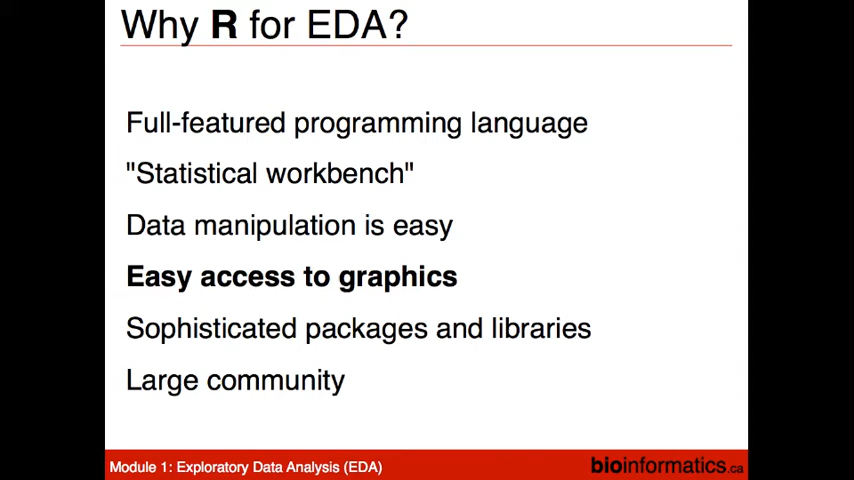 Why R for EDA?
Full-featured programming language
"Statistical workbench"
Data manipulation is easy
Easy access to graphics
Sophisticated packages and libraries
Large community
Module 1: Exploratory Data Analysis (EDA)
bioinformatics.ca